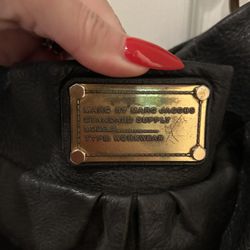 MARC BY MARC JACOBS
STANDARD SUPPLY
MODEL
TYPE: WORKWEAR